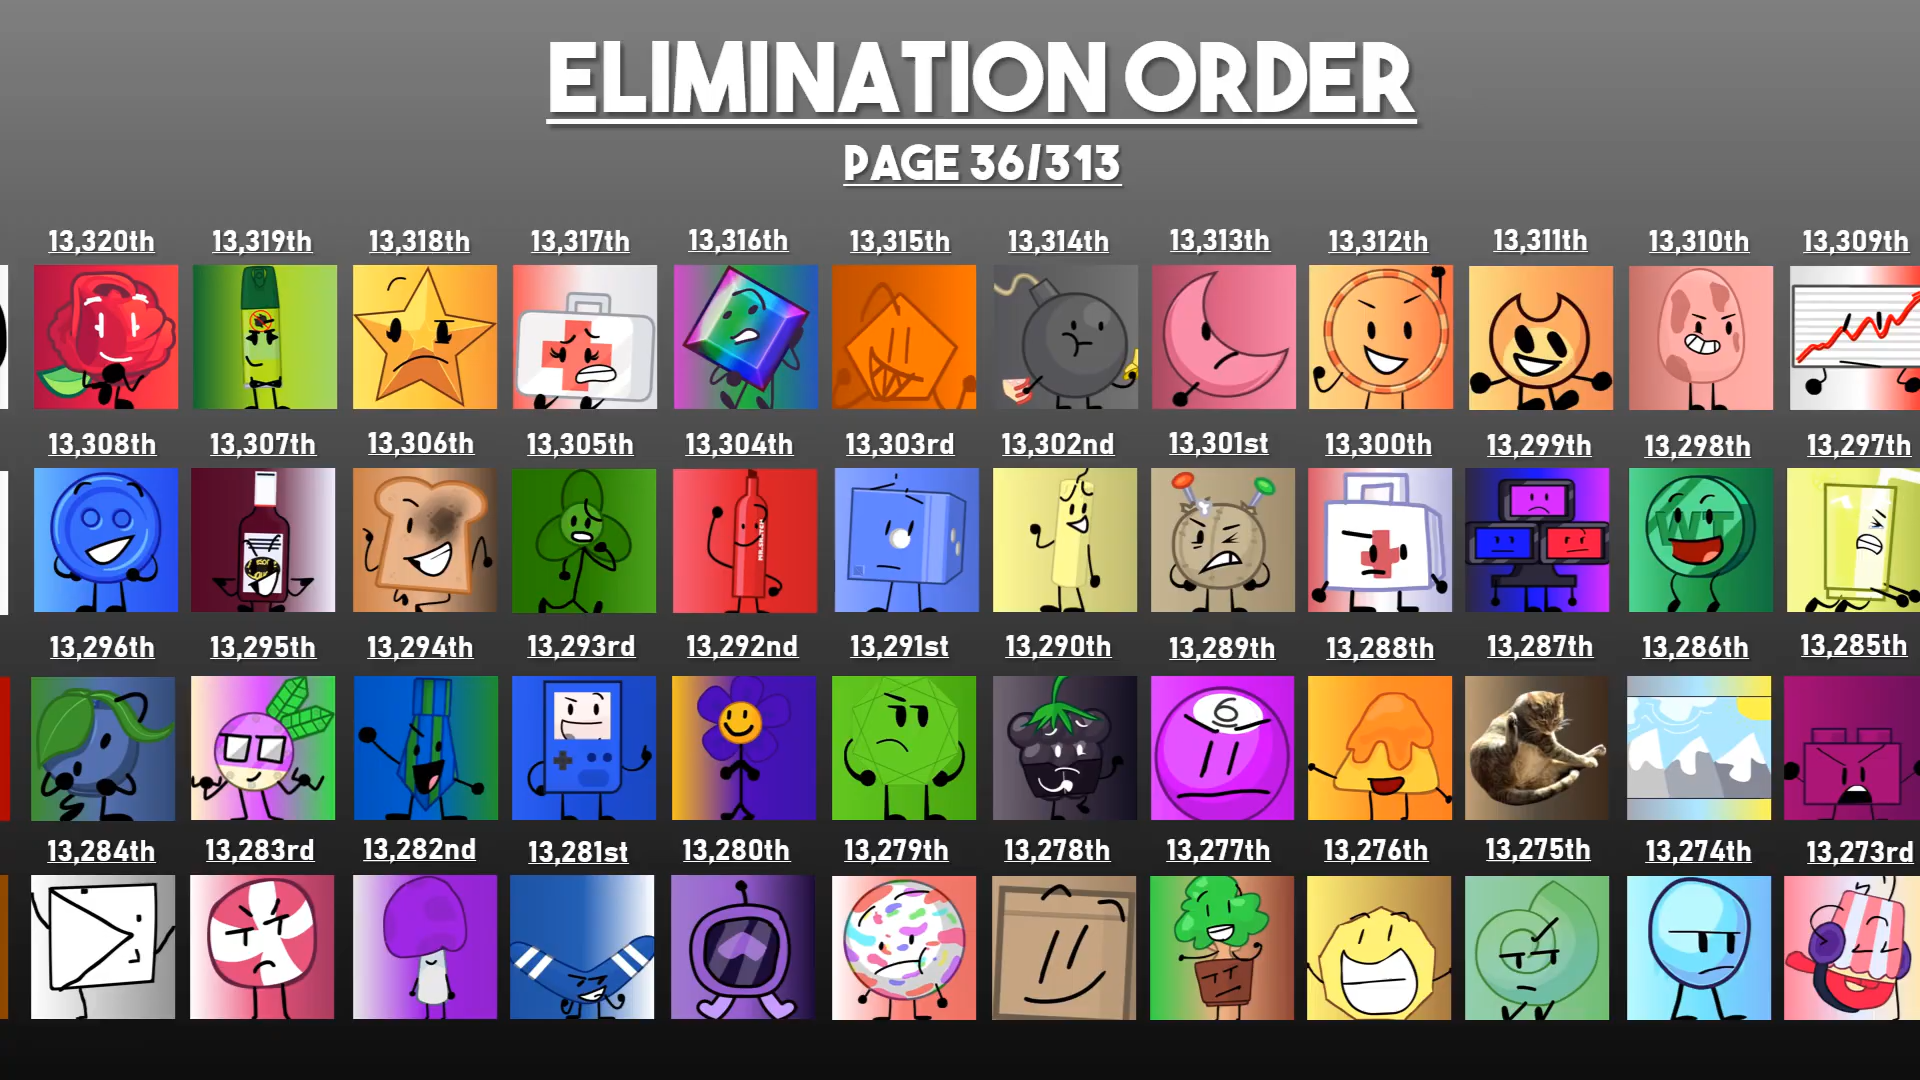 ELIMINATION ORDER
PAGE 36/313
13,320th 13,319th 13,318th 13,317th 13,316th 13,315th 13,314th 13,313th 13,312th 13,311th 13,310th 13,309th
13,308th 13,307th 13,306th 13,305th 13,304th 13,303rd 13,302nd 13,301st 13,300th 13,299th 13,298th 13,297th
WT
13,296th 13,295th 13,294th 13,293rd 13,292nd 13,291st 13,290th 13,289th 13,288th 13,287th 13,286th 13,285th
6
13,284th 13,283rd 13,282nd 13,281st 13,280th 13,279th 13,278th 13,277th 13,276th 13,275th 13,274th 13,273rd